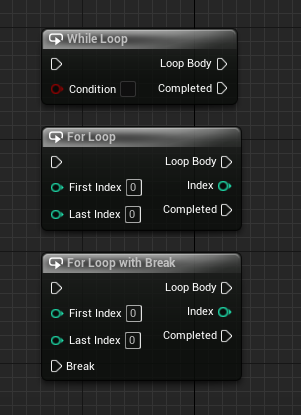 While Loop
Loop Body
Condition Completed
For Loop
Loop Body
First Index 0 Index
Last Index 0 Completed
For Loop with Break
Loop Body
First Index 0 Index
Last Index 0 Completed
Break